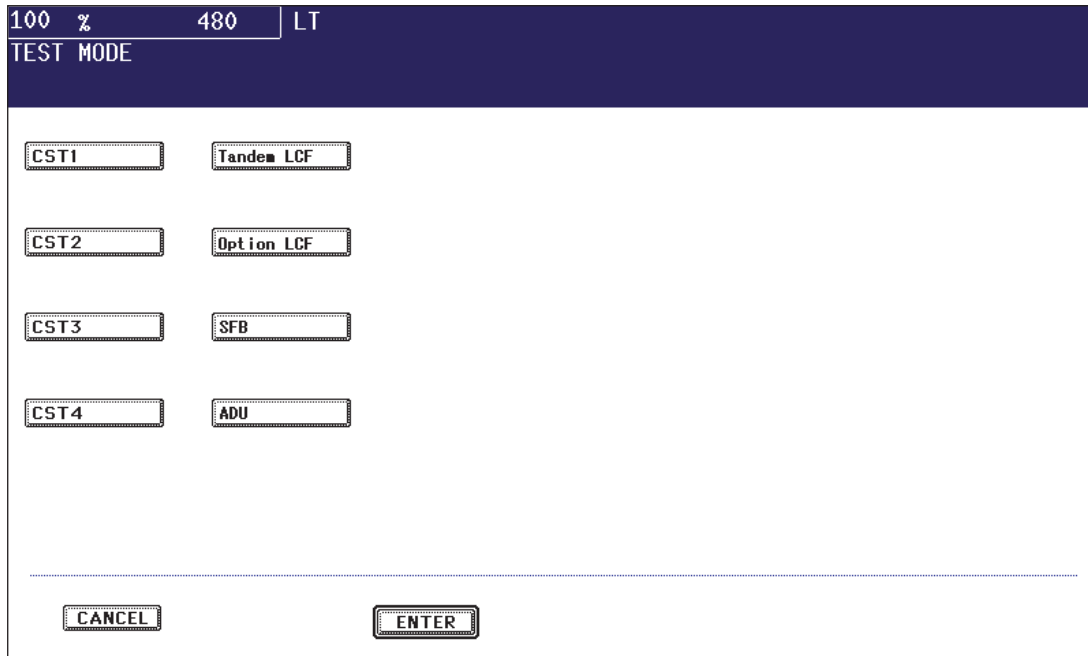 100 % 480 LT
TEST MODE
CST1 Tandem LCF
CST2 Option LCF
CST3 SFB
CST4 ADU
CANCEL ENTER